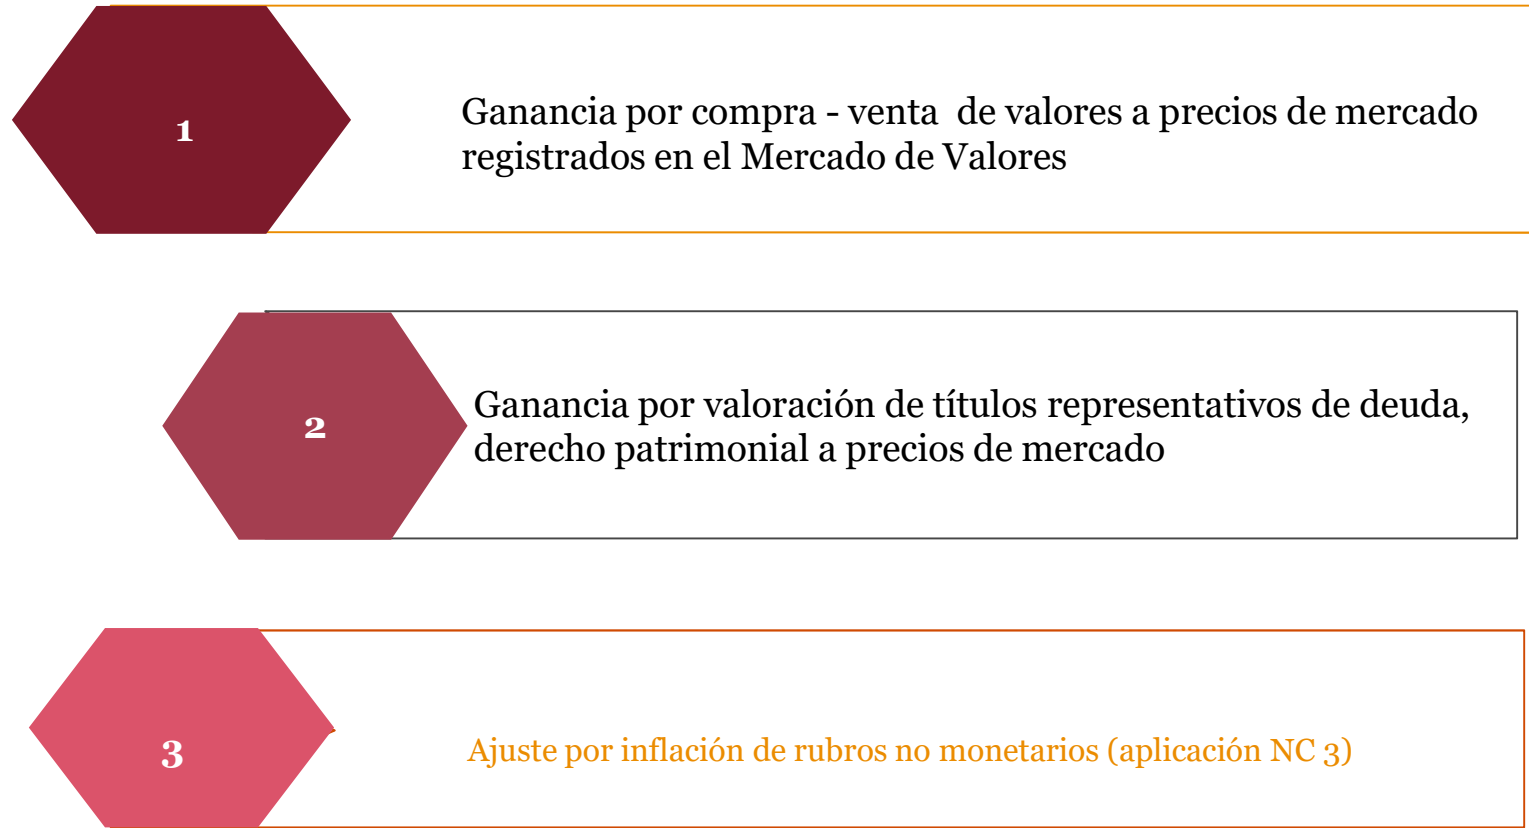 1
Ganancia por compra - venta  de valores a precios de mercado
registrados en el Mercado de Valores
2
Ganancia por valoración de títulos representativos de deuda,
derecho patrimonial a precios de mercado
3
Ajuste por inflación de rubros no monetarios (aplicación NC 3)